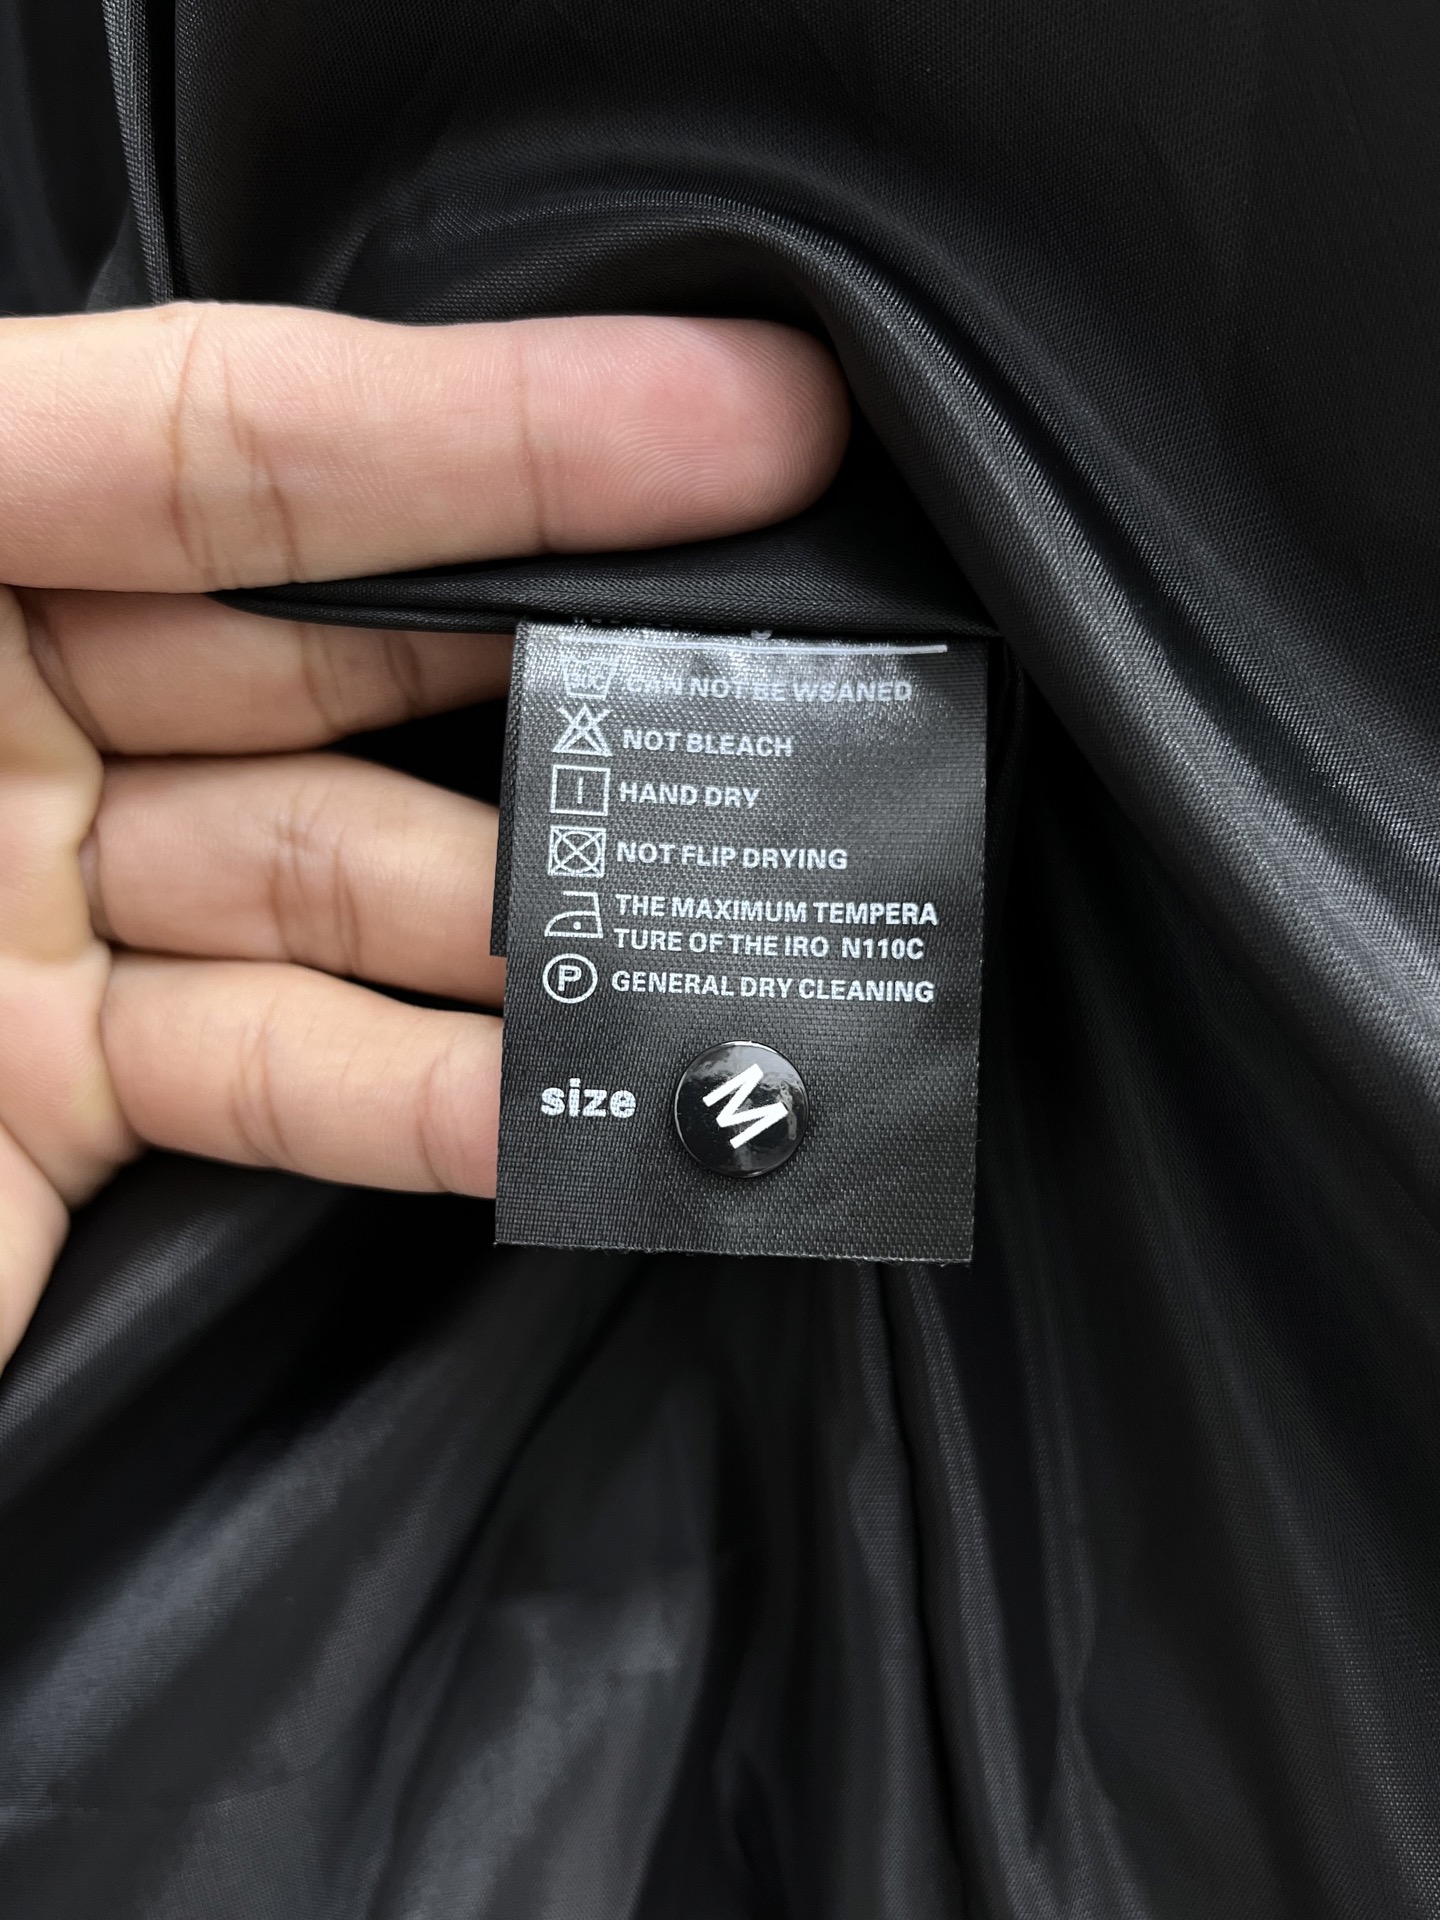 CAN NOT BE WSANED
NOT BLEACH
HAND DRY
NOT FLIP DRYING
THE MAXIMUM TEMPERA
TURE OF THE IRO N110C
P GENERAL DRY CLEANING
size M